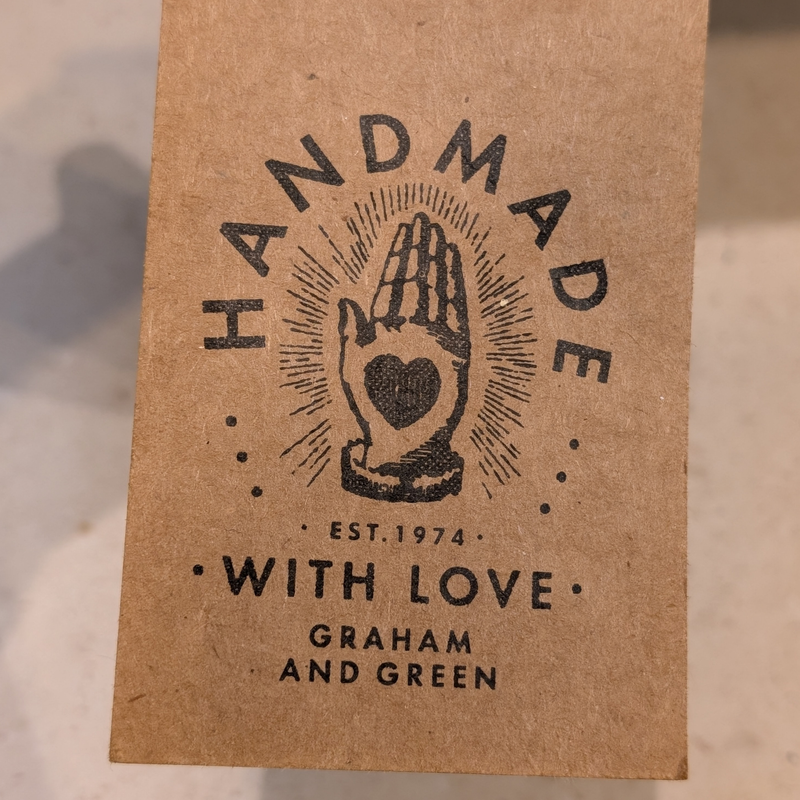 HANDMADE
· EST. 1974 ·
· WITH LOVE ·
GRAHAM
AND GREEN